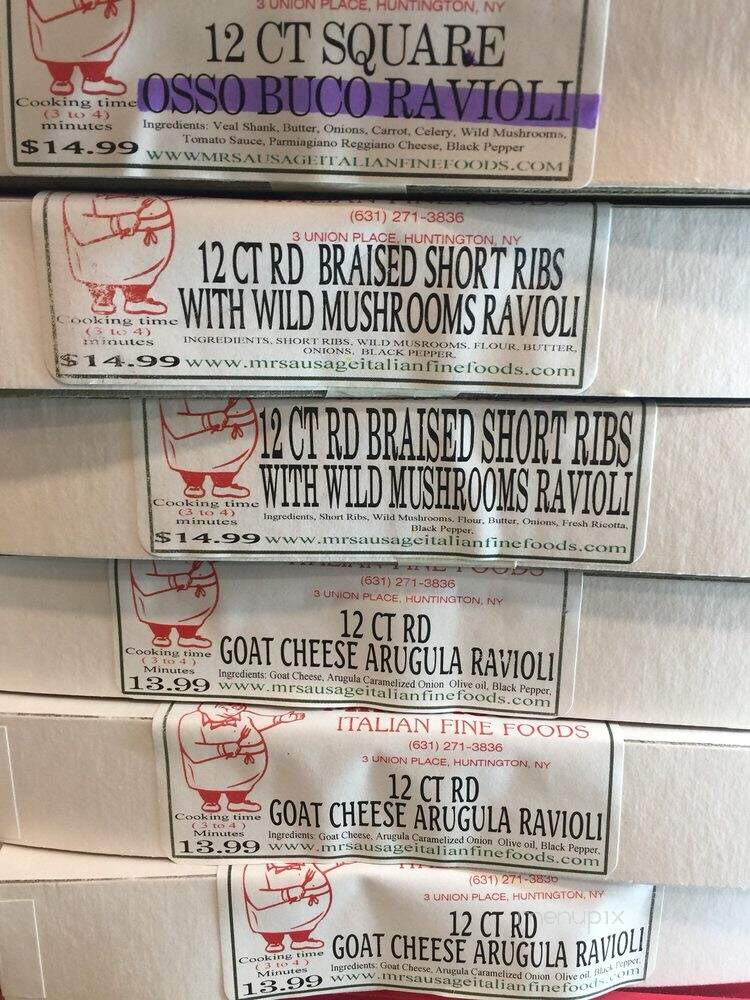 3 UNION PLACE, HUNTINGTON, NY
12 CT SQUARE
OSSO BUCO RAVIOLI
Cooking time
(3 to 4)
minutes
Ingredients: Veal Shank, Butter, Onions, Carrot, Celery, Wild Mushrooms,
Tomato Sauce, Parmiagiano Reggiano Cheese, Black Pepper
$14.99
WWW.MRSAUSAGEITALIANFINEFOODS.COM
(631) 271-3836
3 UNION PLACE, HUNTINGTON, NY
12 CT RD BRAISED SHORT RIBS
WITH WILD MUSHROOMS RAVIOLI
Cooking time
(3 to 4)
minutes
INGREDIENTS, SHORT RIBS, WILD MUSROOMS, FLOUR, BUTTER,
ONIONS, BLACK PEPPER.
$14.99 www.mrsausageitalianfinefoods.com
12 CT RD BRAISED SHORT RIBS
WITH WILD MUSHROOMS RAVIOLI
Cooking time
(3 to 4)
minutes
Ingredients, Short Ribs, Wild Mushrooms, Flour, Butter, Onions, Fresh Ricotta,
Black Pepper,
$14.99 www.mrsausageitalianfinefoods.com
ITALIAN FINE FOODS
(631) 271-3836
3 UNION PLACE, HUNTINGTON, NY
12 CT RD
GOAT CHEESE ARUGULA RAVIOLI
Cooking time
(3 to 4)
Minutes
Ingredients: Goat Cheese, Arugula Caramelized Onion Olive oil, Black Pepper,
13.99 www.mrsausageitalianfinefoods.com
ITALIAN FINE FOODS
(631) 271-3836
3 UNION PLACE, HUNTINGTON, NY
12 CT RD
GOAT CHEESE ARUGULA RAVIOLI
Cooking time
(3 to 4)
Minutes
Ingredients: Goat Cheese, Arugula Caramelized Onion Olive oil, Black Pepper,
13.99 www.mrsausageitalianfinefoods.com
(631) 271-3836
3 UNION PLACE, HUNTINGTON, NY
12 CT RD
menupix
GOAT CHEESE ARUGULA RAVIOLI
Cooking time
(3 to 4)
Minutes
Ingredients: Goat Cheese, Arugula Caramelized Onion Olive oil, Black Pepper,
13.99 www.mrsausageitalianfinefoods.com